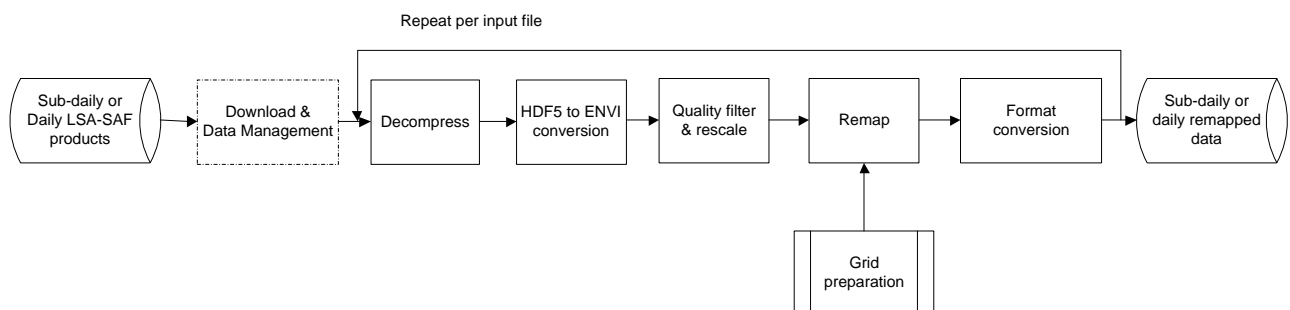 Repeat per input file
Sub-daily or
Daily LSA-SAF
products
Download &
Data Management
Decompress
HDF5 to ENVI
conversion
Quality filter
& rescale
Remap
Format
conversion
Sub-daily or
daily remapped
data
Grid
preparation